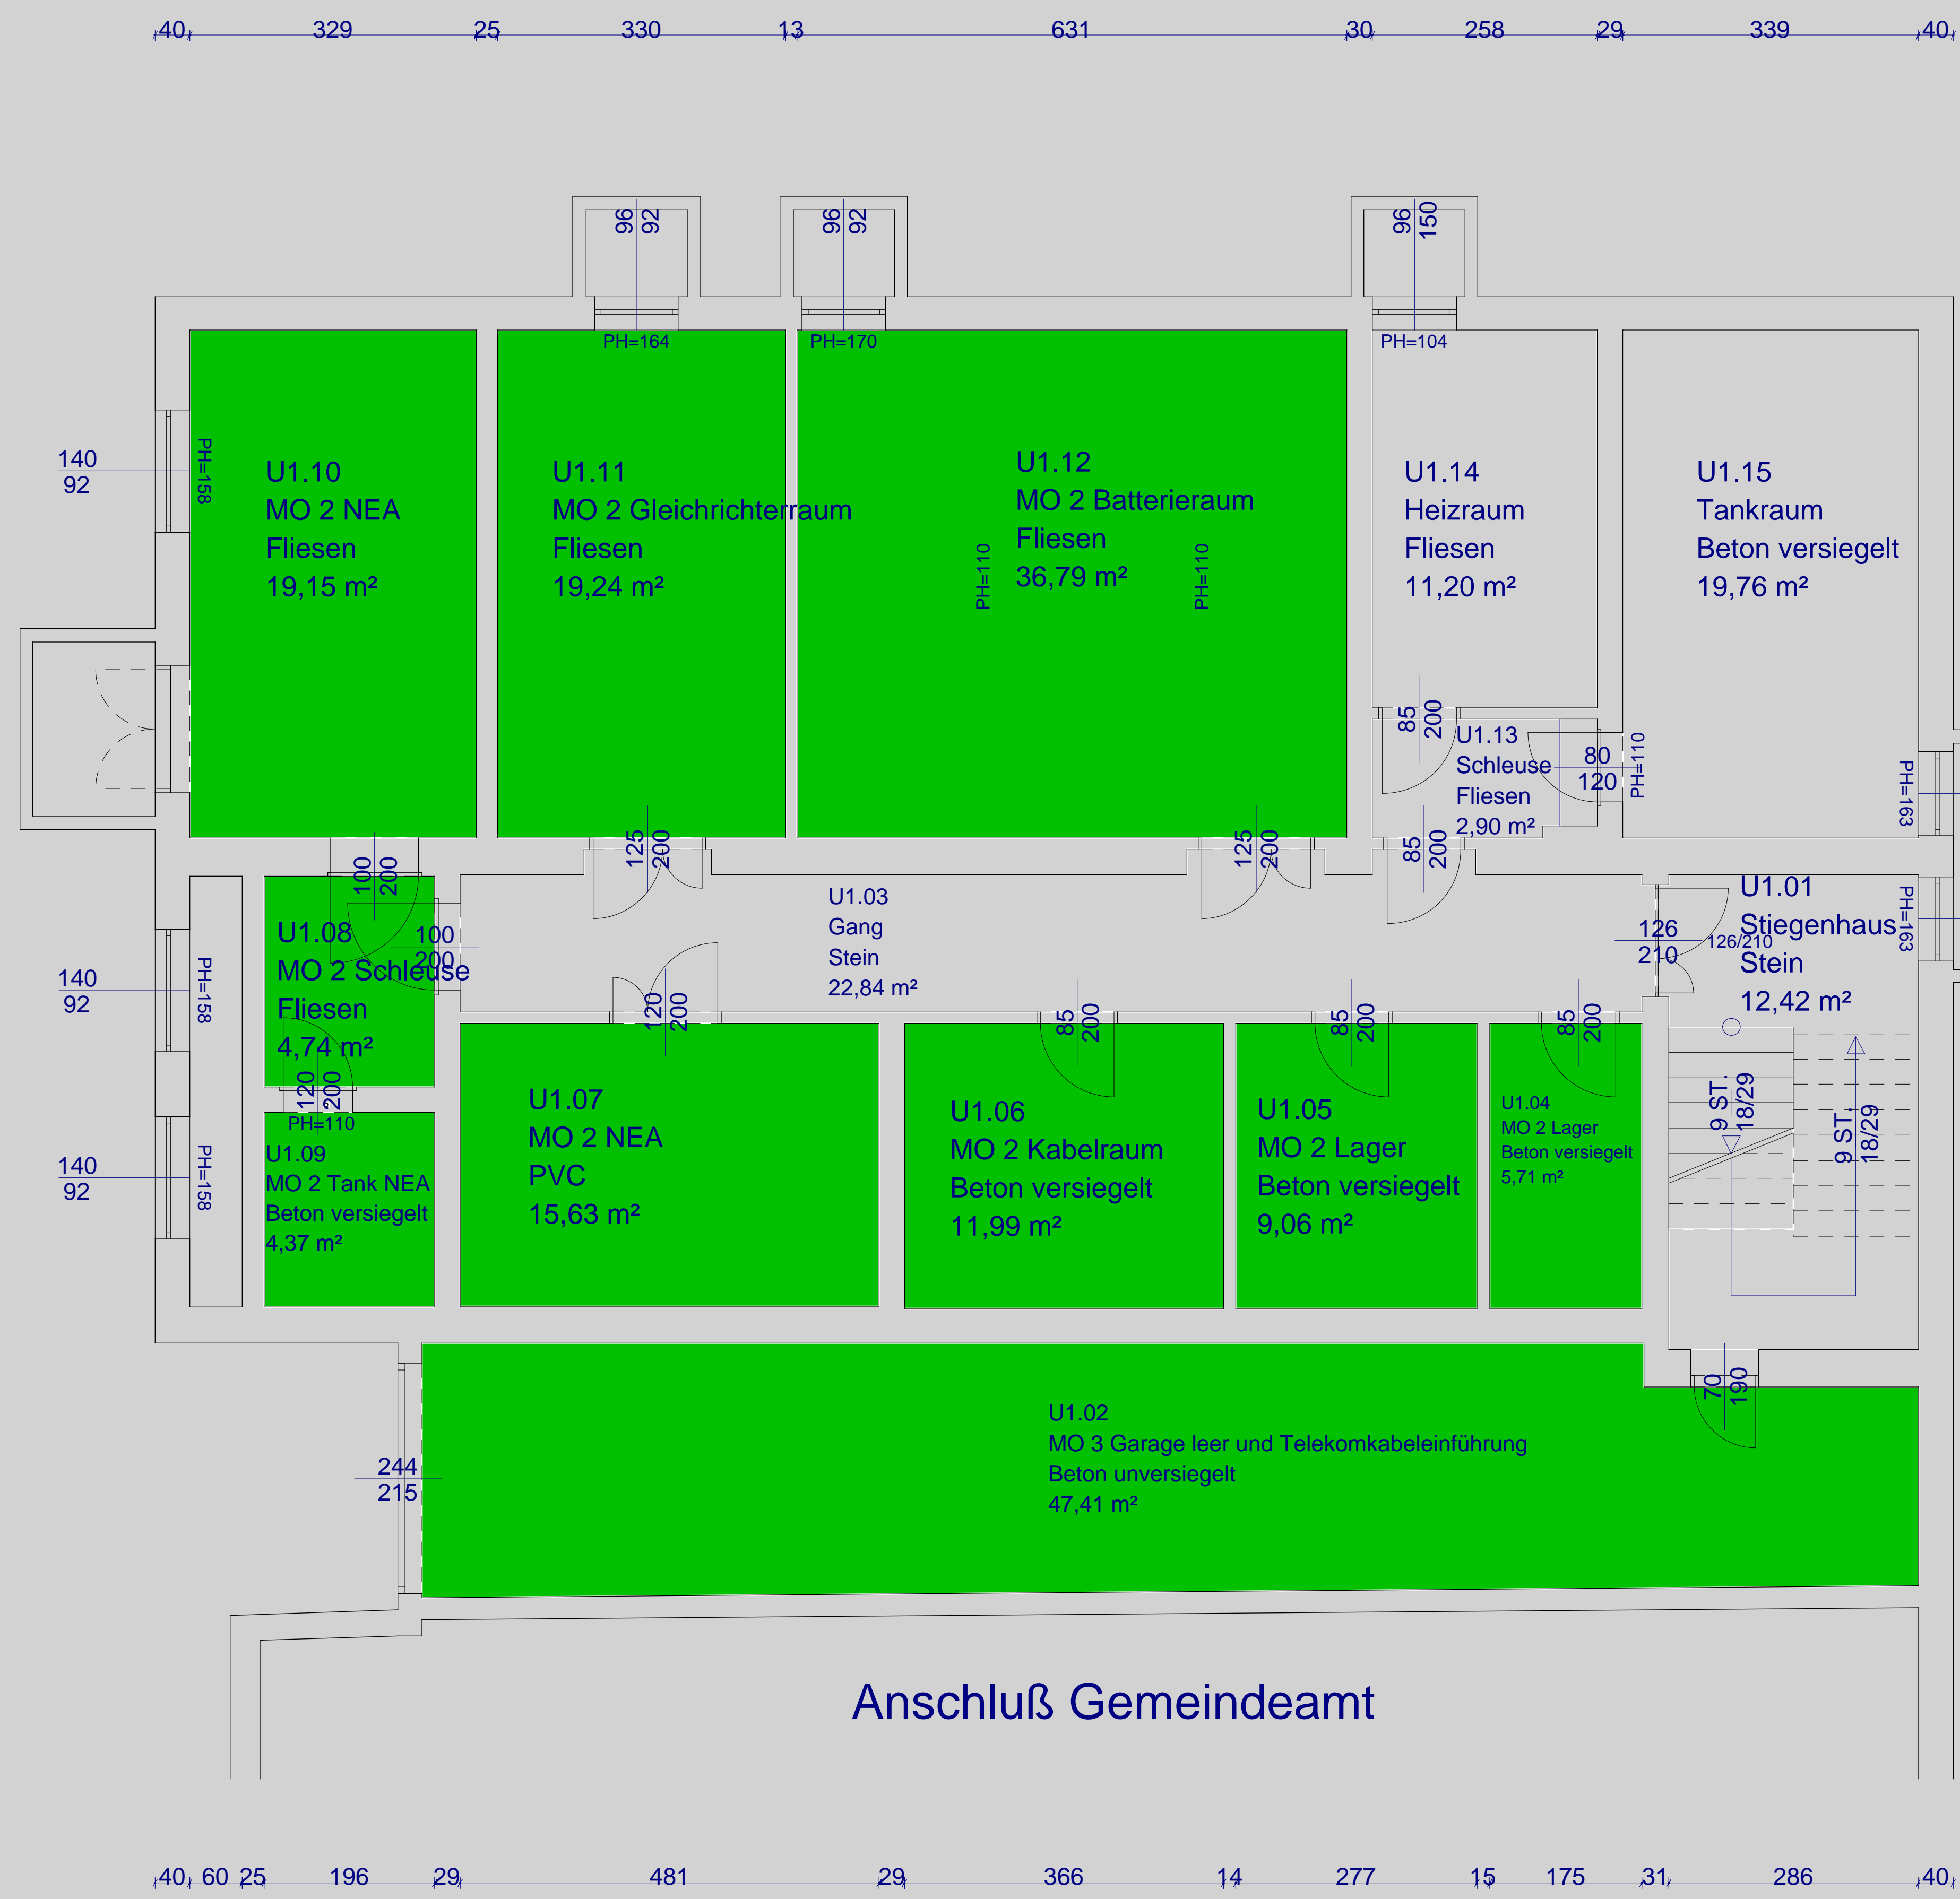 40 329 25 330 13 631 30 258 29 339 40
96 92
96 92
96 150
PH=164
PH=170
PH=104
140
92
PH=158
U1.10
MO 2 NEA
Fliesen
19,15 m²
U1.11
MO 2 Gleichrichterraum
Fliesen
19,24 m²
U1.12
MO 2 Batterieraum
Fliesen
36,79 m²
PH=110
PH=110
U1.14
Heizraum
Fliesen
11,20 m²
U1.15
Tankraum
Beton versiegelt
19,76 m²
85 200
U1.13
Schleuse
Fliesen
2,90 m²
80
120
PH=110
PH=163
100 200
125 200
125 200
85 200
U1.08
MO 2 Schleuse
Fliesen
4,74 m²
100
200
U1.03
Gang
Stein
22,84 m²
126
210
126/210
U1.01
Stiegenhaus
Stein
12,42 m²
PH=163
140
92
PH=158
120 200
120 200
85 200
85 200
85 200
PH=110
U1.09
MO 2 Tank NEA
Beton versiegelt
4,37 m²
140
92
PH=158
U1.07
MO 2 NEA
PVC
15,63 m²
U1.06
MO 2 Kabelraum
Beton versiegelt
11,99 m²
U1.05
MO 2 Lager
Beton versiegelt
9,06 m²
U1.04
MO 2 Lager
Beton versiegelt
5,71 m²
9 ST.
18/29
9 ST.
18/29
70 190
244
215
U1.02
MO 3 Garage leer und Telekomkabeleinführung
Beton unversiegelt
47,41 m²
Anschluß Gemeindeamt
40 60 25 196 29 481 29 366 14 277 15 175 31 286 40